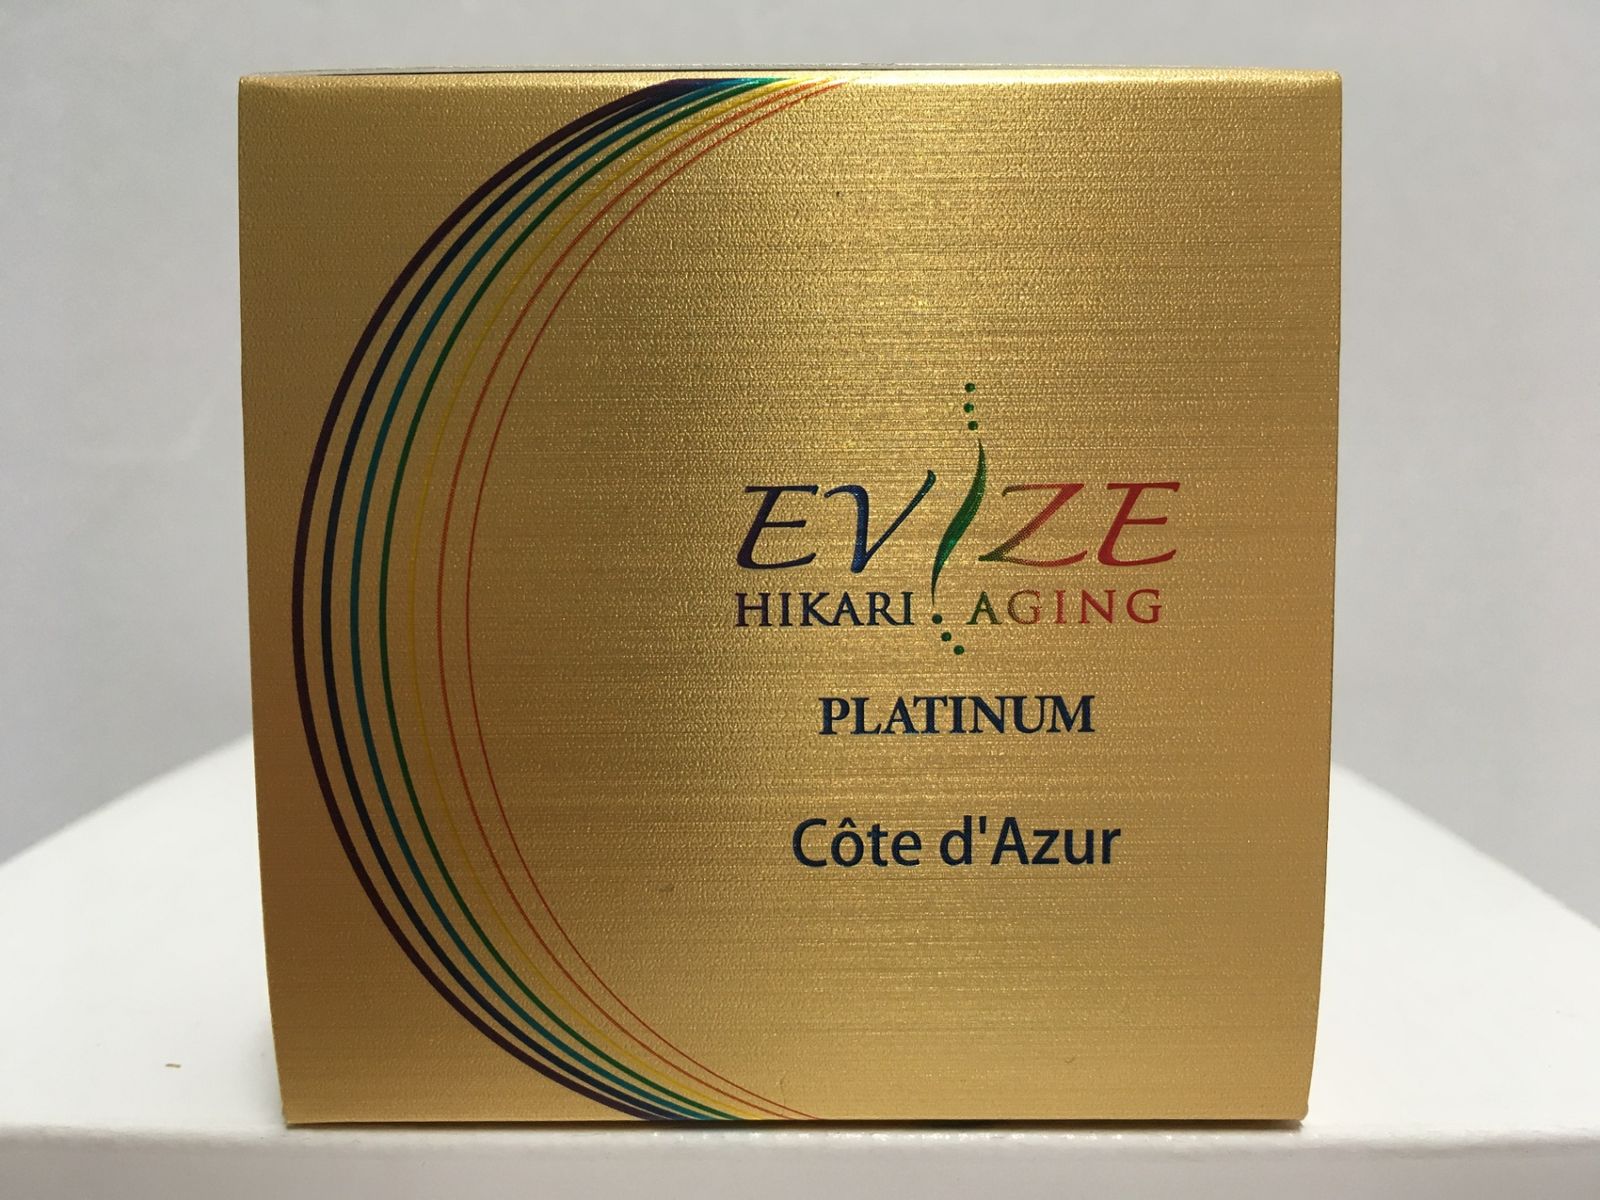 EVIZE
HIKARI AGING
PLATINUM
Côte d'Azur